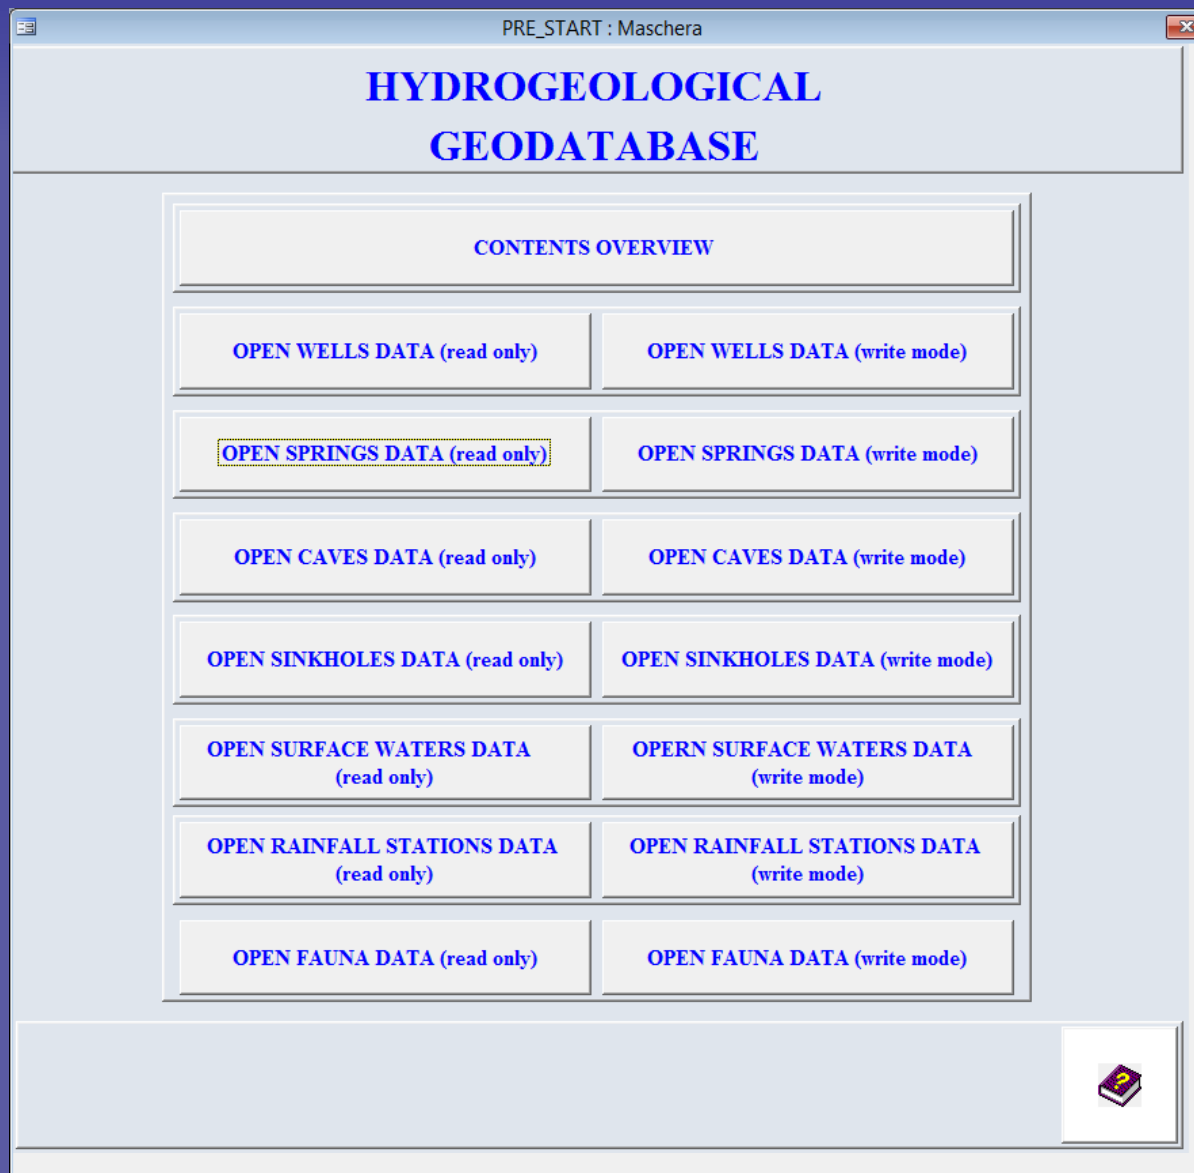 PRE_START : Maschera
HYDROGEOLOGICAL
GEODATABASE
CONTENTS OVERVIEW
OPEN WELLS DATA (read only)
OPEN WELLS DATA (write mode)
OPEN SPRINGS DATA (read only)
OPEN SPRINGS DATA (write mode)
OPEN CAVES DATA (read only)
OPEN CAVES DATA (write mode)
OPEN SINKHOLES DATA (read only)
OPEN SINKHOLES DATA (write mode)
OPEN SURFACE WATERS DATA
(read only)
OPERN SURFACE WATERS DATA
(write mode)
OPEN RAINFALL STATIONS DATA
(read only)
OPEN RAINFALL STATIONS DATA
(write mode)
OPEN FAUNA DATA (read only)
OPEN FAUNA DATA (write mode)
?